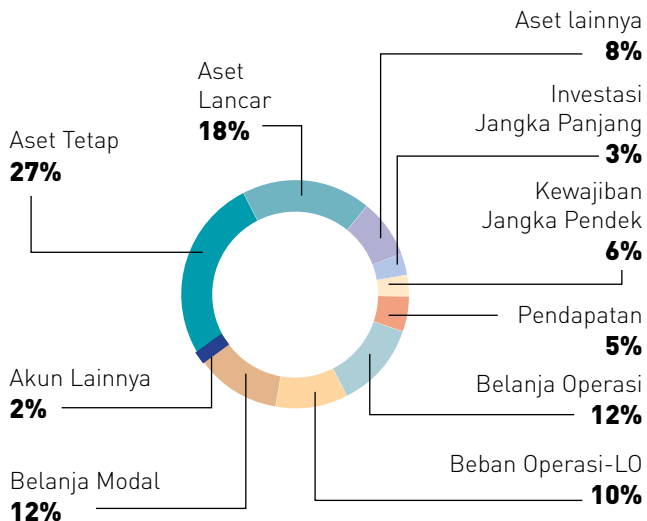 Aset lainnya
8%
Aset
Lancar
18%
Investasi
Jangka Panjang
3%
Aset Tetap
27%
Kewajiban
Jangka Pendek
6%
Pendapatan
5%
Akun Lainnya
2%
Belanja Operasi
12%
Beban Operasi-LO
10%
Belanja Modal
12%